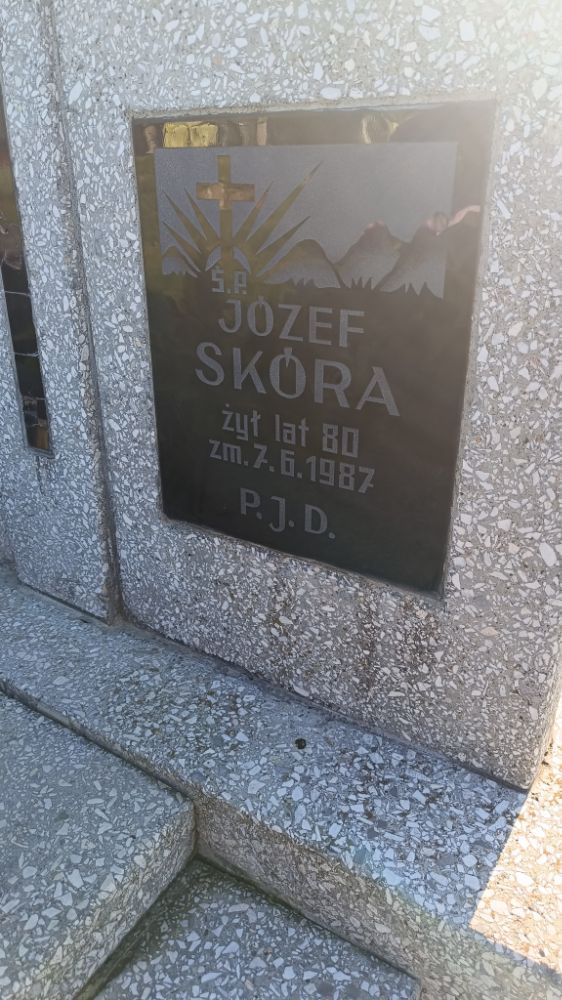 Ś.P.
JÓZEF
SKÓRA
żył lat 80
zm. 7.6.1987
P.J.D.